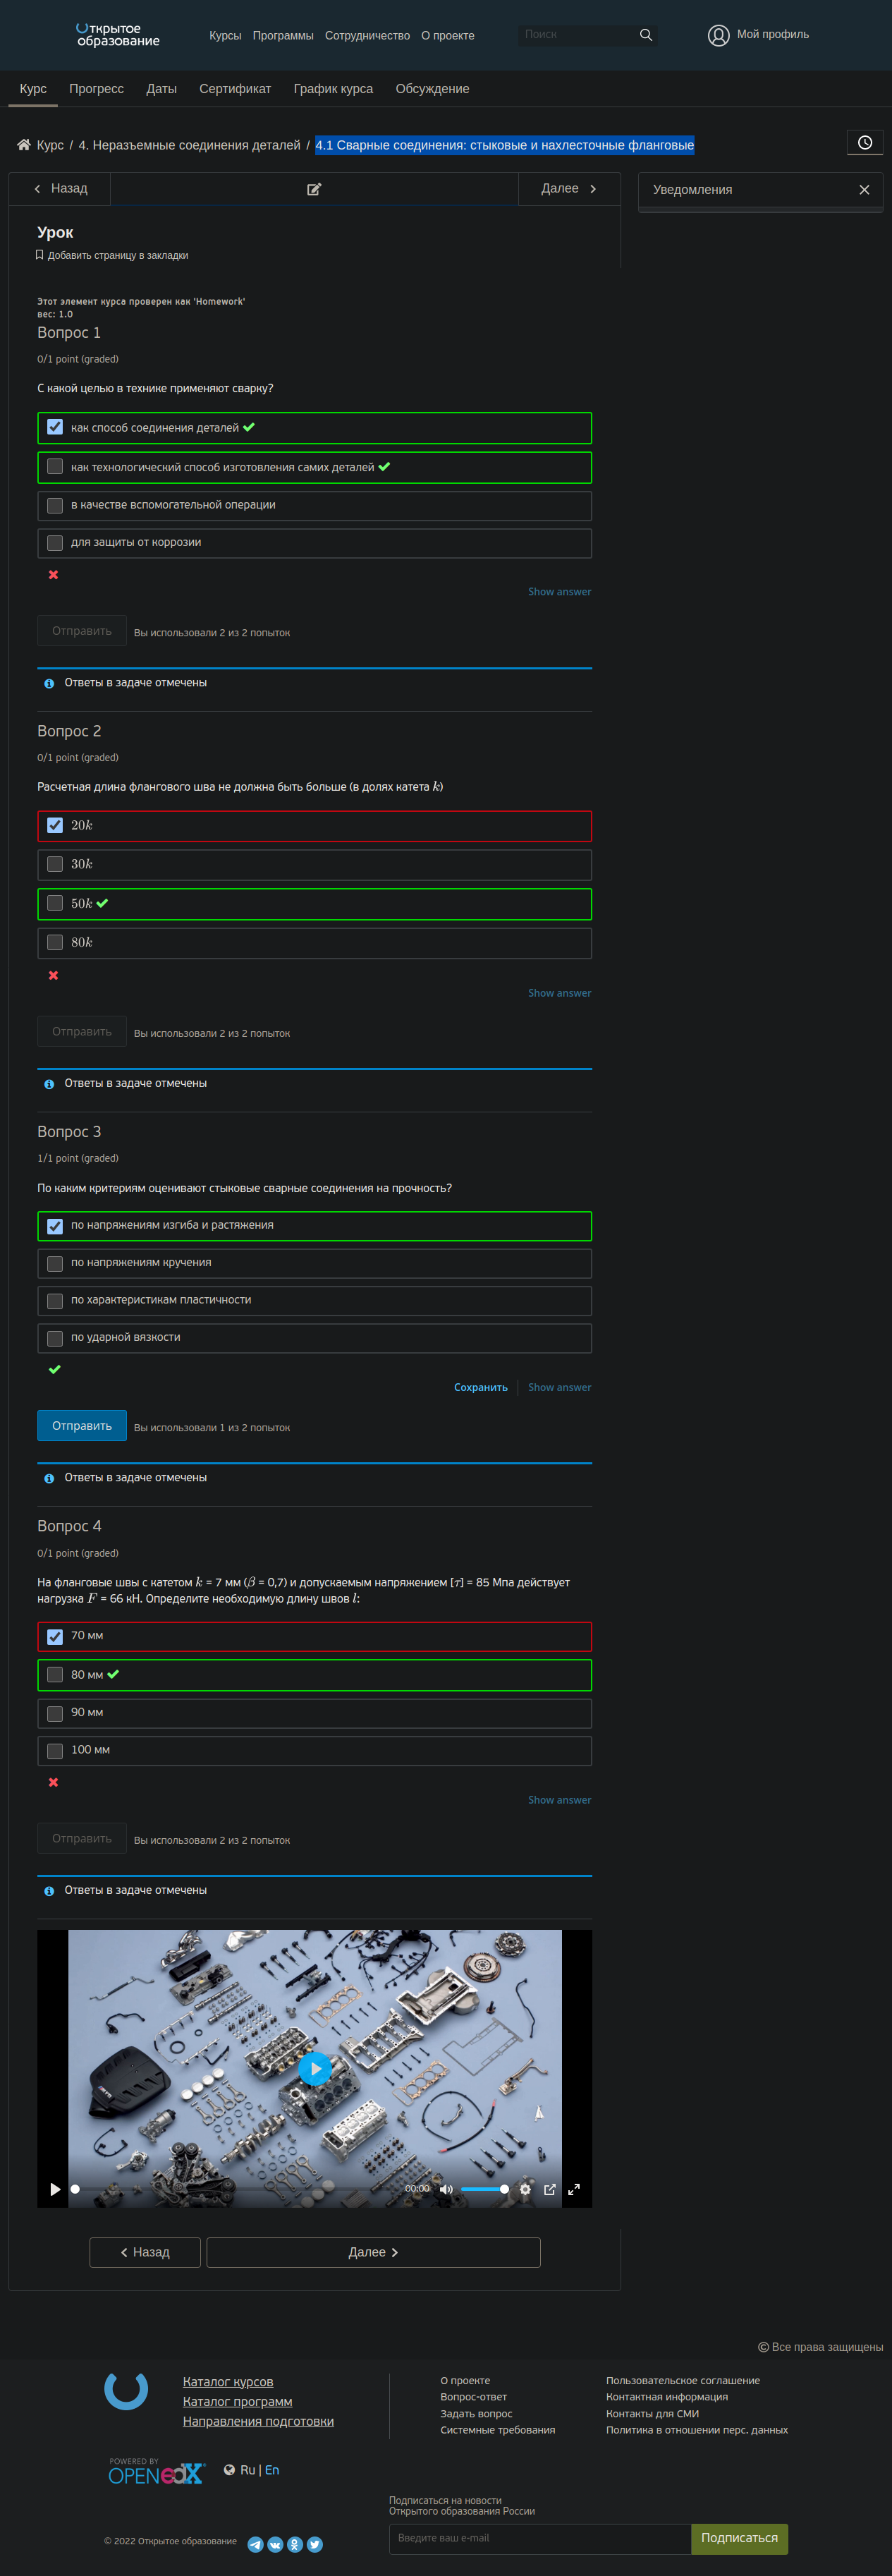 Открытое
образование
Курсы Программы Сотрудничество О проекте
Поиск
Мой профиль
Курс Прогресс Даты Сертификат График курса Обсуждение
Курс / 4. Неразъемные соединения деталей / 4.1 Сварные соединения: стыковые и нахлесточные фланговые
Назад
Далее
Уведомления
Урок
Добавить страницу в закладки
Этот элемент курса проверен как 'Homework'
вес: 1.0
Вопрос 1
0/1 point (graded)
С какой целью в технике применяют сварку?
как способ соединения деталей
как технологический способ изготовления самих деталей
в качестве вспомогательной операции
для защиты от коррозии
Show answer
Отправить
Вы использовали 2 из 2 попыток
Ответы в задаче отмечены
Вопрос 2
0/1 point (graded)
Расчетная длина флангового шва не должна быть больше (в долях катета k)
20k
30k
50k
80k
Show answer
Отправить
Вы использовали 2 из 2 попыток
Ответы в задаче отмечены
Вопрос 3
1/1 point (graded)
По каким критериям оценивают стыковые сварные соединения на прочность?
по напряжениям изгиба и растяжения
по напряжениям кручения
по характеристикам пластичности
по ударной вязкости
Сохранить
Show answer
Отправить
Вы использовали 1 из 2 попыток
Ответы в задаче отмечены
Вопрос 4
0/1 point (graded)
На фланговые швы с катетом k = 7 мм (β = 0,7) и допускаемым напряжением [τ] = 85 Мпа действует
нагрузка F = 66 кН. Определите необходимую длину швов l:
70 мм
80 мм
90 мм
100 мм
Show answer
Отправить
Вы использовали 2 из 2 попыток
Ответы в задаче отмечены
00:00
Назад
Далее
© Все права защищены
Каталог курсов
Каталог программ
Направления подготовки
О проекте
Вопрос-ответ
Задать вопрос
Системные требования
Пользовательское соглашение
Контактная информация
Контакты для СМИ
Политика в отношении перс. данных
POWERED BY
OPEN edX
Ru | En
Подписаться на новости
Открытого образования России
© 2022 Открытое образование
Введите ваш e-mail
Подписаться